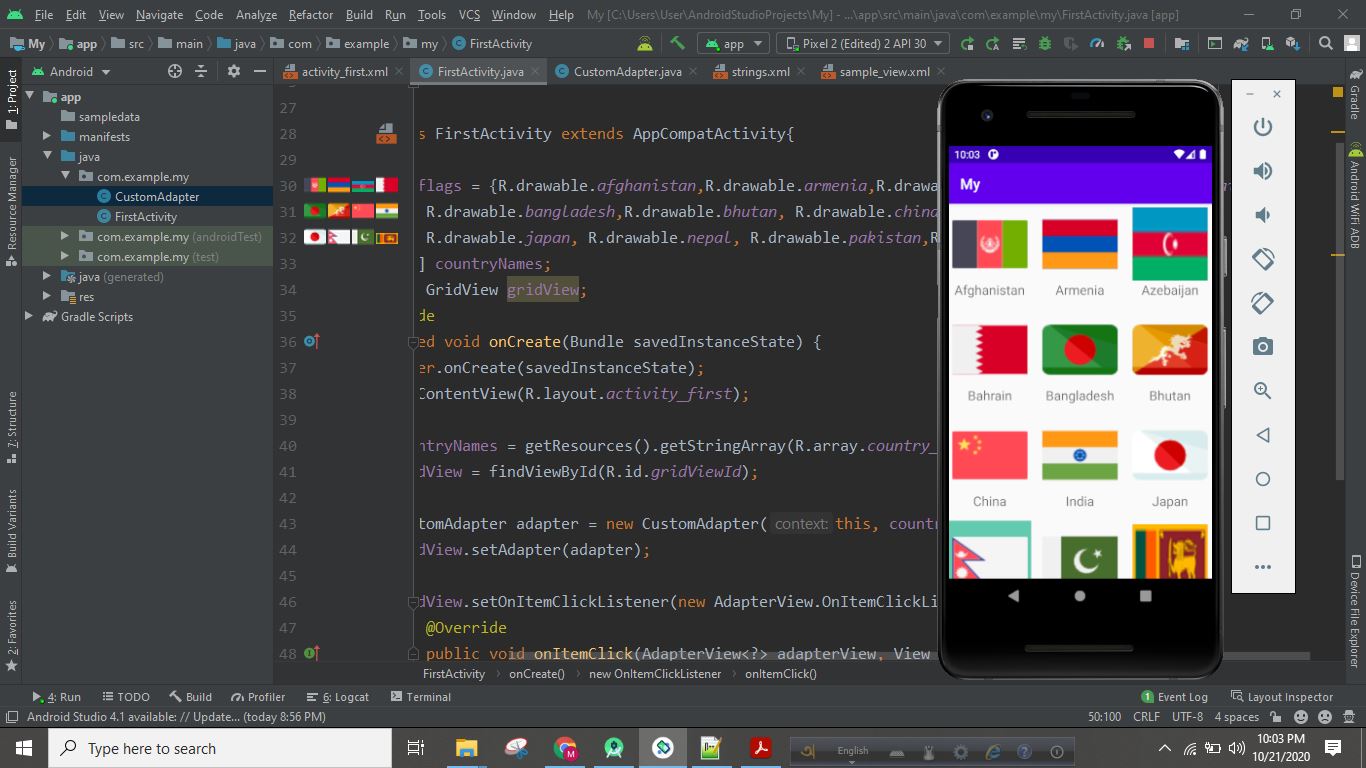 File Edit View Navigate Code Analyze Refactor Build Run Tools VCS Window Help My [C:\Users\User\AndroidStudioProjects\My] - ...\app\src\main\java\com\example\my\FirstActivity.java [app]
My app src main java com example my FirstActivity app Pixel 2 (Edited) 2 API 30
Android activity_first.xml FirstActivity.java CustomAdapter.java strings.xml sample_view.xml
1: Project
Resource Manager
7: Structure
Build Variants
2: Favorites
app
sampledata
manifests
java
com.example.my
CustomAdapter
FirstActivity
com.example.my (androidTest)
com.example.my (test)
java (generated)
res
Gradle Scripts
27
28 s FirstActivity extends AppCompatActivity{
29
30 flags = {R.drawable.afghanistan,R.drawable.armenia,R.drawa
31 R.drawable.bangladesh,R.drawable.bhutan, R.drawable.china
32 R.drawable.japan, R.drawable.nepal, R.drawable.pakistan,R
33 ] countryNames;
34 GridView gridView;
35 de
36 ed void onCreate(Bundle savedInstanceState) {
37 er.onCreate(savedInstanceState);
38 ContentView(R.layout.activity_first);
39
40 ntryNames = getResources().getStringArray(R.array.country_
41 dView = findViewById(R.id.gridViewId);
42
43 tomAdapter adapter = new CustomAdapter( context: this, countr
44 dView.setAdapter(adapter);
45
46 dView.setOnItemClickListener(new AdapterView.OnItemClickLi
47 @Override
48 public void onItemClick(AdapterView<?> adapterView, View
FirstActivity onCreate() new OnItemClickListener onItemClick()
10:03
My
Afghanistan Armenia Azebaijan
Bahrain Bangladesh Bhutan
China India Japan
Gradle
Android WiFi ADB
Device File Explorer
4: Run TODO Build Profiler 6: Logcat Terminal 1 Event Log Layout Inspector
Android Studio 4.1 available: // Update... (today 8:56 PM) 50:100 CRLF UTF-8 4 spaces
Type here to search
M
English
10:03 PM
10/21/2020